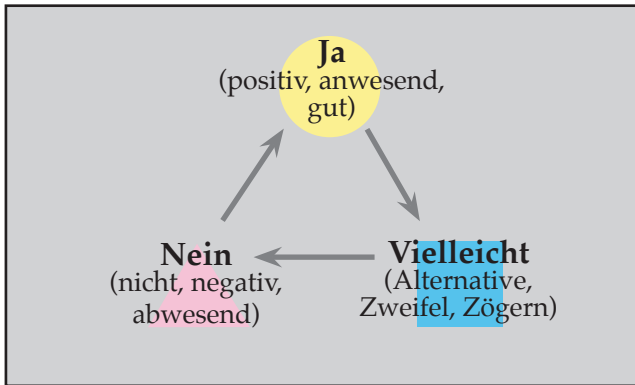 Ja
(positiv, anwesend,
gut)
Nein
(nicht, negativ,
abwesend)
Vielleicht
(Alternative,
Zweifel, Zögern)